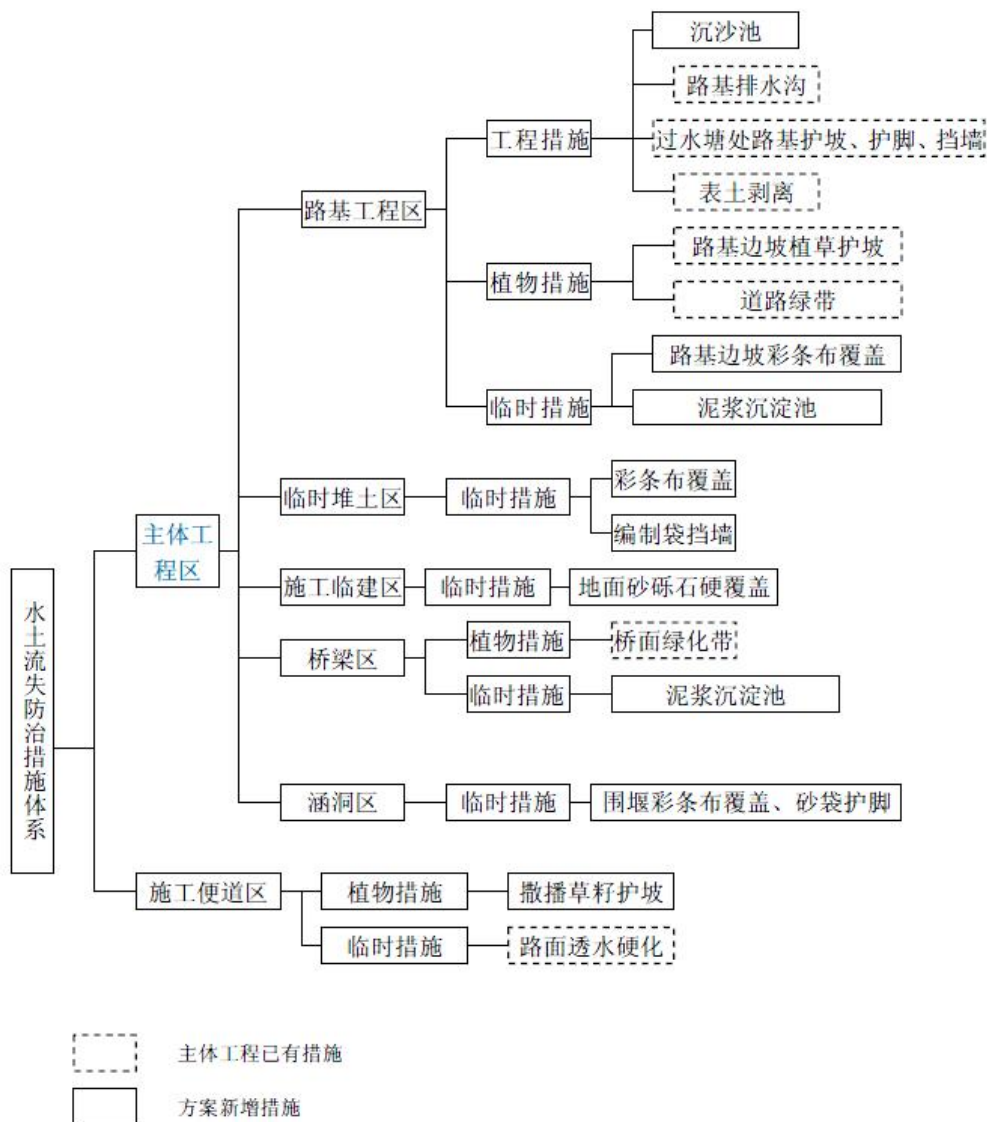 沉沙池
路基排水沟
工程措施
过水塘处路基护坡、护脚、挡墙
表土剥离
路基工程区
路基边坡植草护坡
植物措施
道路绿带
路基边坡彩条布覆盖
临时措施
泥浆沉淀池
临时堆土区
临时措施
彩条布覆盖
编制袋挡墙
主体工
程区
施工临建区
临时措施
地面砂砾石硬覆盖
桥梁区
植物措施
桥面绿化带
临时措施
泥浆沉淀池
水土流失防治措施体系
涵洞区
临时措施
围堰彩条布覆盖、砂袋护脚
施工便道区
植物措施
撒播草籽护坡
临时措施
路面透水硬化
主体工程已有措施
方案新增措施